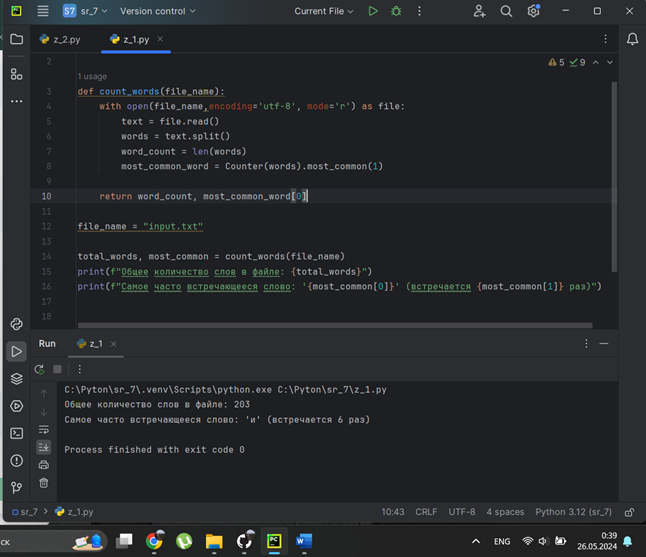 S7 sr_7 Version control Current File
z_2.py z_1.py
2 5 9
1 usage
3 def count_words(file_name):
4 with open(file_name,encoding='utf-8', mode='r') as file:
5 text = file.read()
6 words = text.split()
7 word_count = len(words)
8 most_common_word = Counter(words).most_common(1)
9
10 return word_count, most_common_word[0]
11
12 file_name = "input.txt"
13
14 total_words, most_common = count_words(file_name)
15 print(f"Общее количество слов в файле: {total_words}")
16 print(f"Самое часто встречающееся слово: '{most_common[0]}' (встречается {most_common[1]} раз)")
17
18
Run z_1
C:\Pyton\sr_7\.venv\Scripts\python.exe C:\Pyton\sr_7\z_1.py
Общее количество слов в файле: 203
Самое часто встречающееся слово: 'и' (встречается 6 раз)
Process finished with exit code 0
sr_7 z_1.py 10:43 CRLF UTF-8 4 spaces Python 3.12 (sr_7)
ск ENG 0:39
26.05.2024